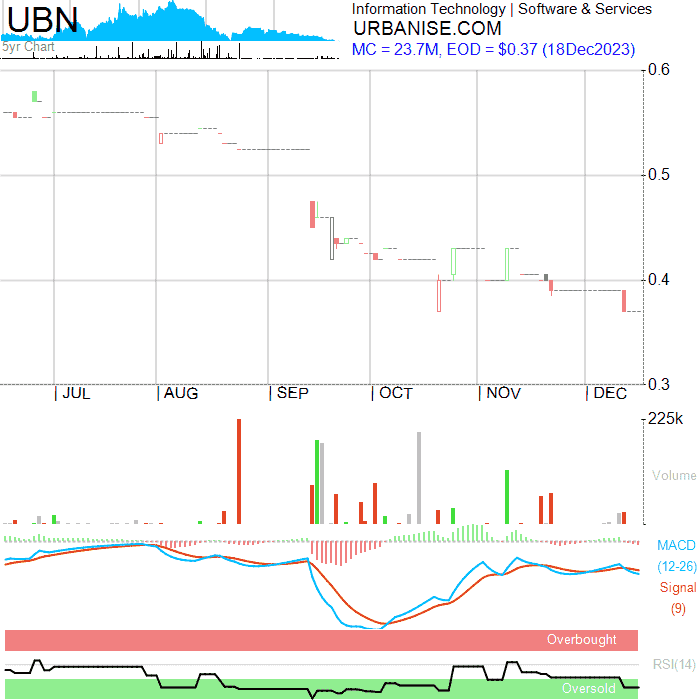 UBN
Information Technology | Software & Services
URBANISE.COM
5yr Chart
MC = 23.7M, EOD = $0.37 (18Dec2023)
0.6
0.5
0.4
0.3
| JUL | AUG | SEP | OCT | NOV | DEC
225k
Volume
MACD
(12-26)
Signal
(9)
Overbought
RSI(14)
Oversold